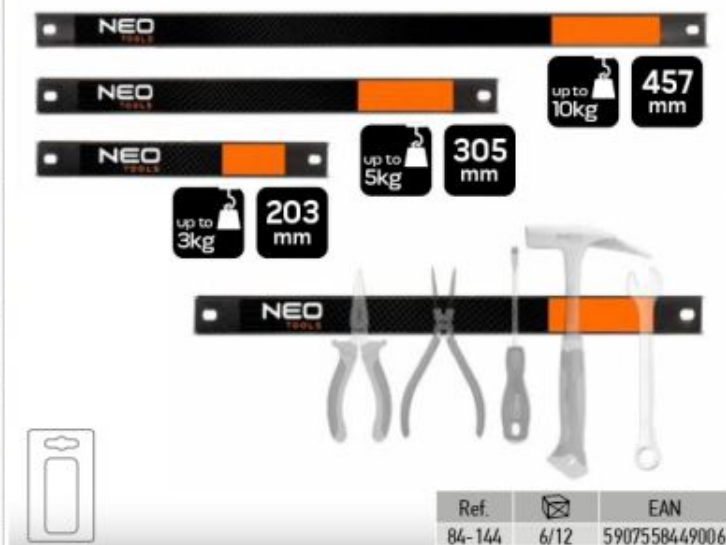 NEO
TOOLS
up to
10kg
457
mm
NEO
TOOLS
up to
5kg
305
mm
NEO
TOOLS
up to
3kg
203
mm
NEO
TOOLS
Ref. EAN
84-144 6/12 5907558449006